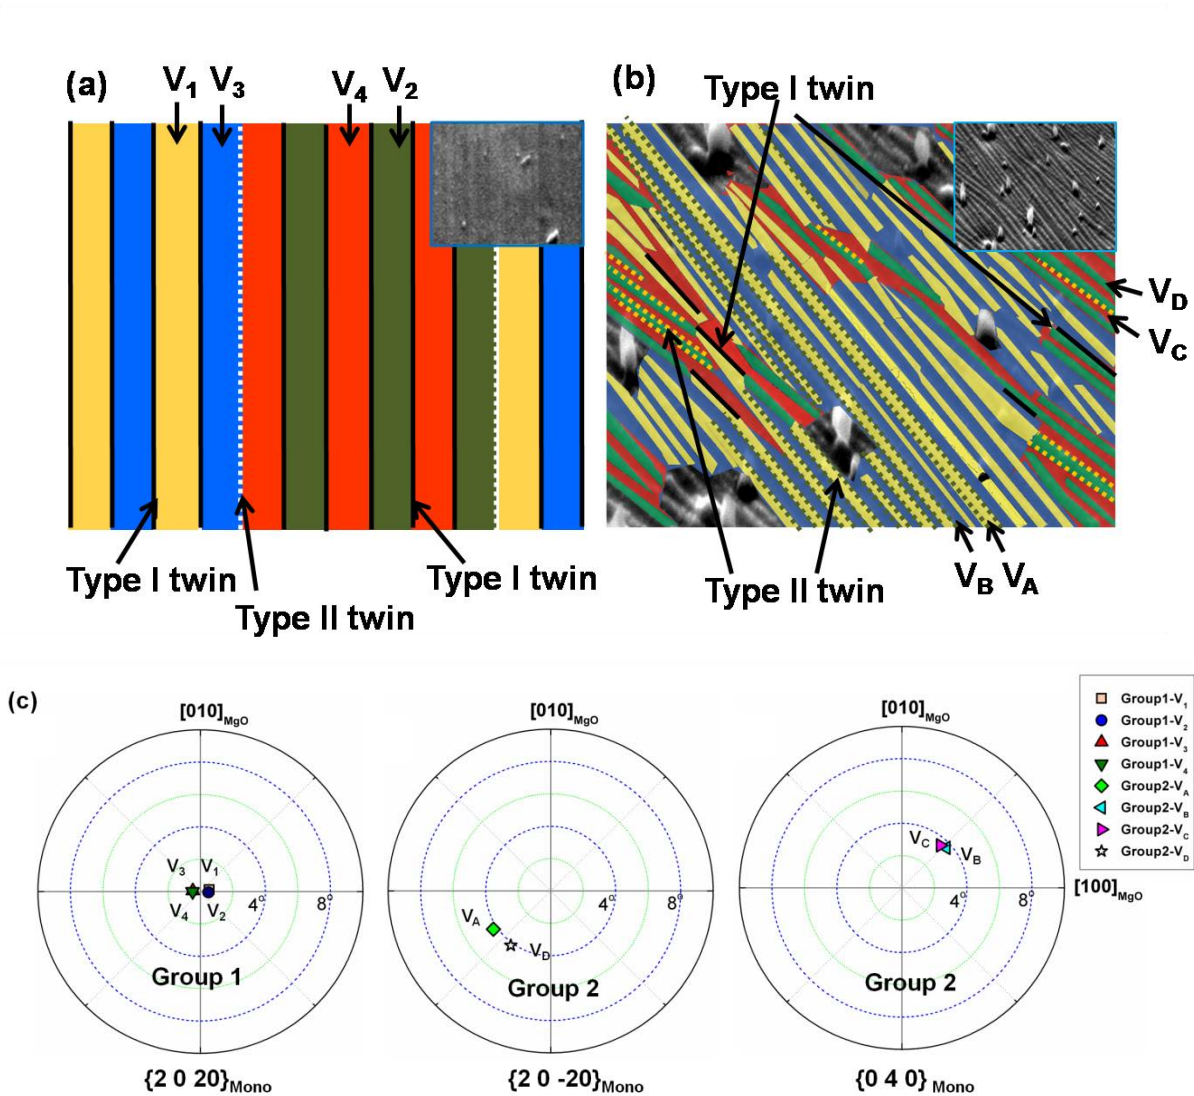 (a)
V1 V3
V4 V2
Type I twin
Type II twin
Type I twin
(b)
Type I twin
VD
VC
Type II twin
VB VA
(c)
[010]MgO
V3 V1
V4 V2
4° 8°
Group 1
{2 0 20}Mono
[010]MgO
4° 8°
VA
VD
Group 2
{2 0 -20}Mono
[010]MgO
VC VB
4° 8°
[100]MgO
Group 2
{0 4 0} Mono
Group1-V1
Group1-V2
Group1-V3
Group1-V4
Group2-VA
Group2-VB
Group2-VC
Group2-VD